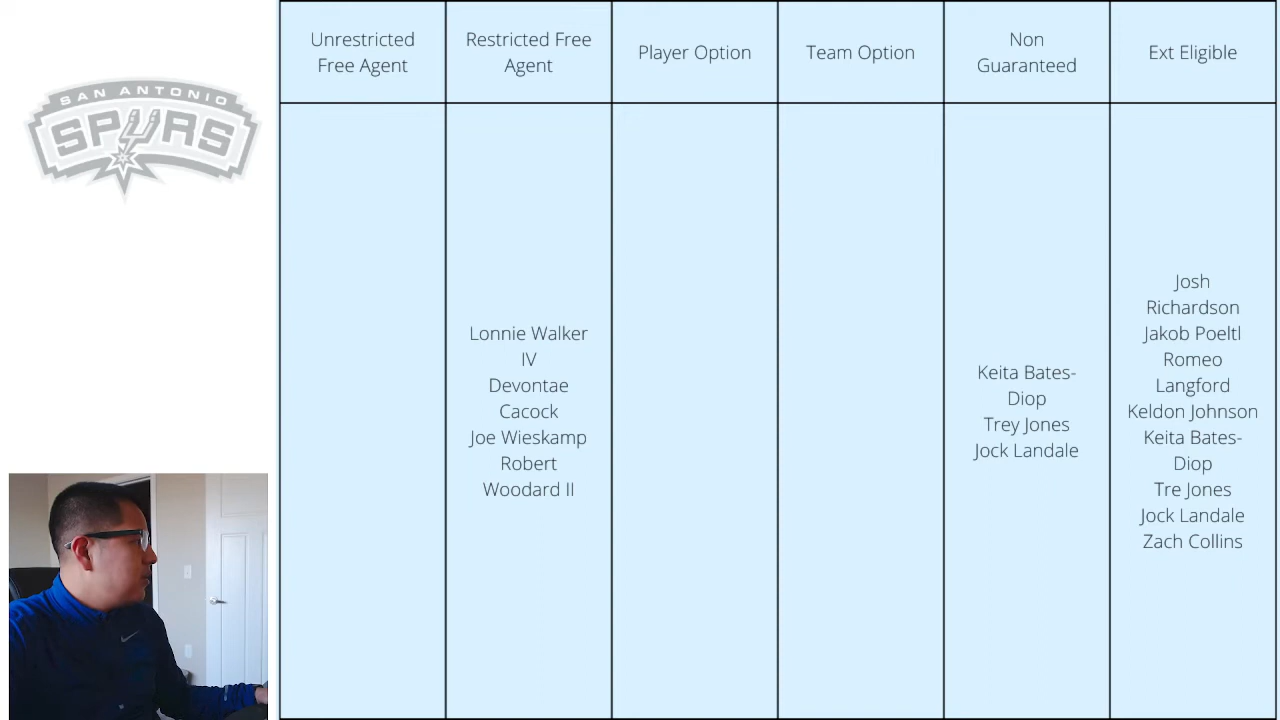 SAN ANTONIO
SPURS
Unrestricted
Free Agent
Restricted Free
Agent
Player Option
Team Option
Non
Guaranteed
Ext Eligible
Lonnie Walker
IV
Devontae
Cacock
Joe Wieskamp
Robert
Woodard II
Keita Bates-
Diop
Trey Jones
Jock Landale
Josh
Richardson
Jakob Poeltl
Romeo
Langford
Keldon Johnson
Keita Bates-
Diop
Tre Jones
Jock Landale
Zach Collins